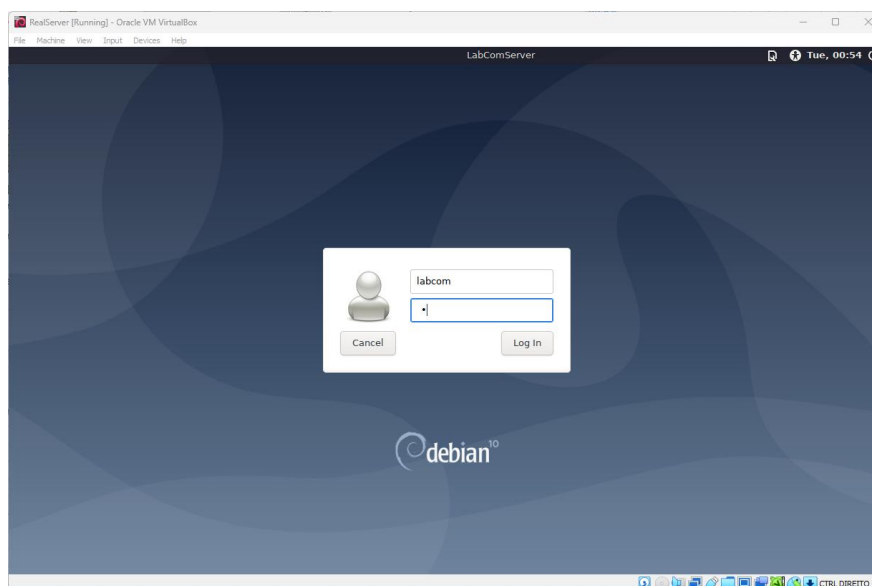 RealServer [Running] - Oracle VM VirtualBox
File Machine View Input Devices Help
LabComServer
Tue, 00:54
labcom
Cancel
Log In
debian 10
CTRL DIREITO